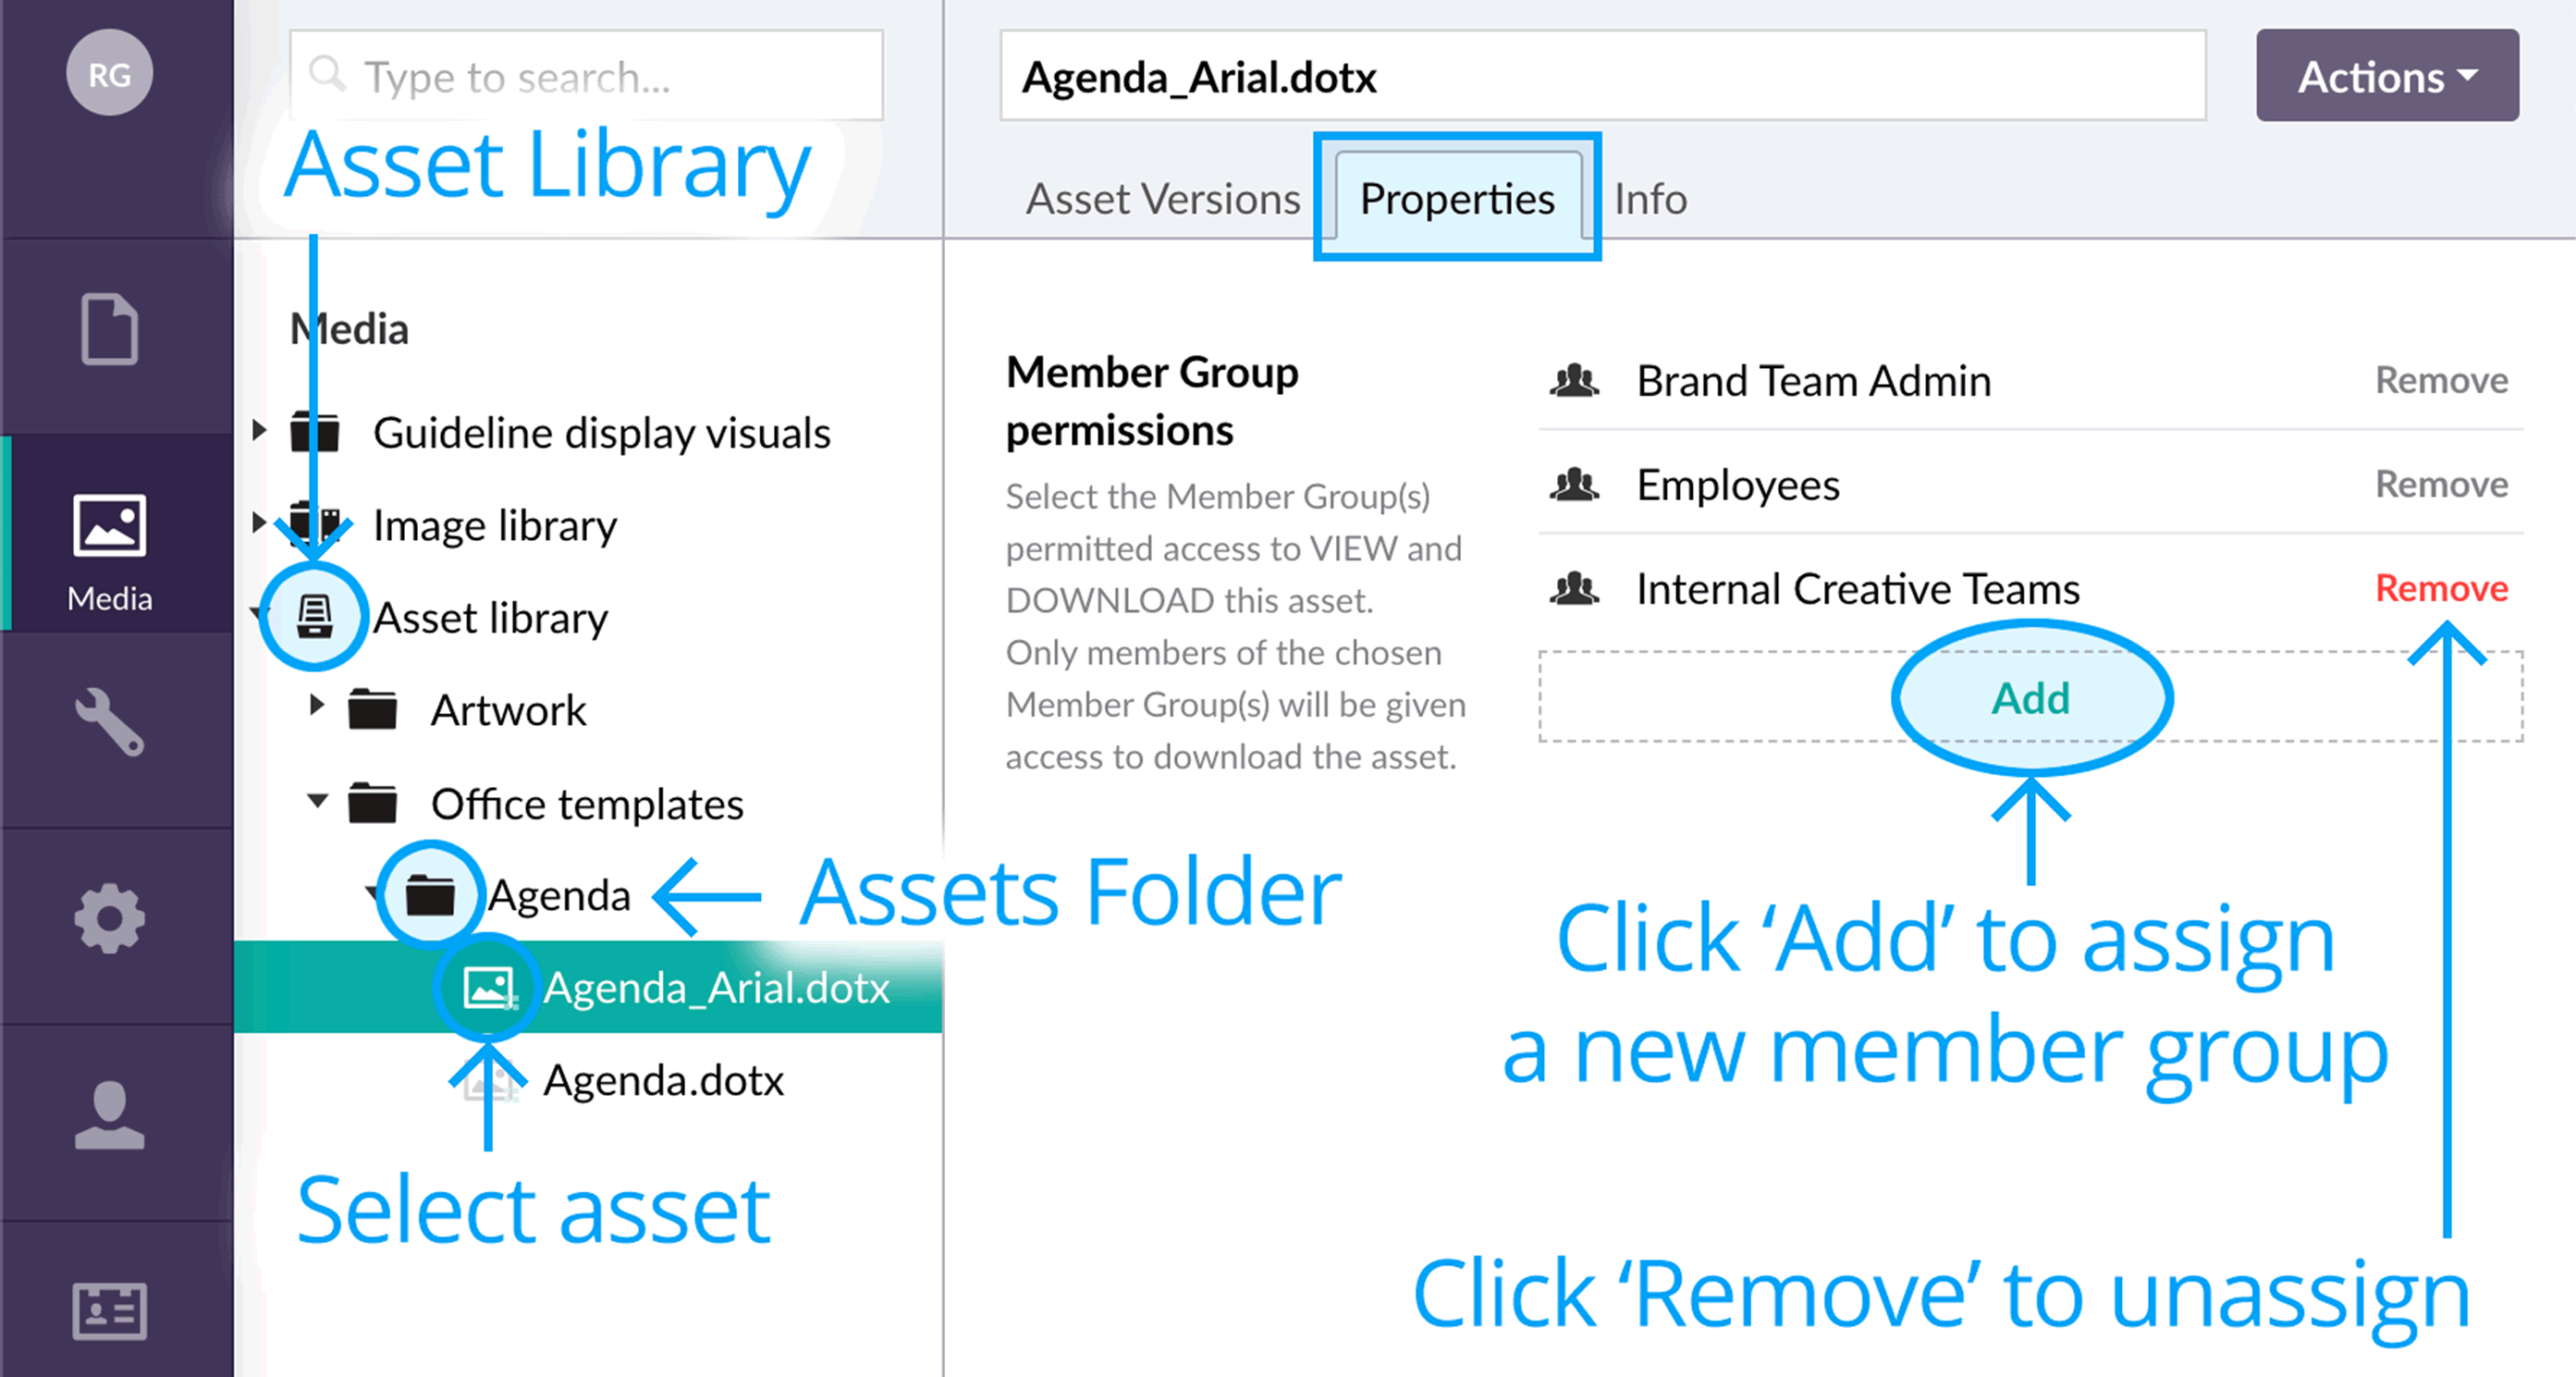 RG
Type to search...
Agenda_Arial.dotx
Actions
Asset Library
Asset Versions
Properties
Info
Media
Guideline display visuals
Image library
Asset library
Artwork
Office templates
Agenda
Agenda_Arial.dotx
Agenda.dotx
Media
Assets Folder
Select asset
Member Group
permissions
Select the Member Group(s)
permitted access to VIEW and
DOWNLOAD this asset.
Only members of the chosen
Member Group(s) will be given
access to download the asset.
Brand Team Admin Remove
Employees Remove
Internal Creative Teams Remove
Add
Click ‘Add’ to assign
a new member group
Click ‘Remove’ to unassign